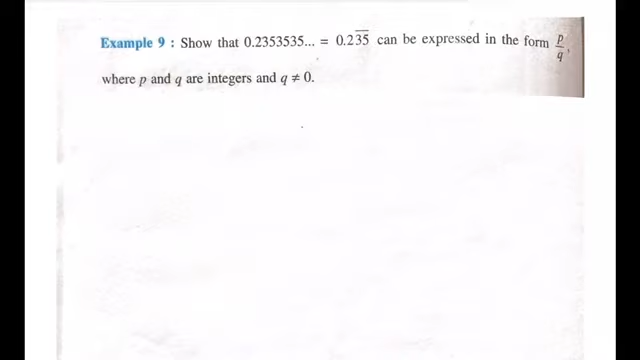 Example 9 : Show that 0.2353535... = 0.2\overline{35} can be expressed in the form \frac{p}{q},
where p and q are integers and q ≠ 0.